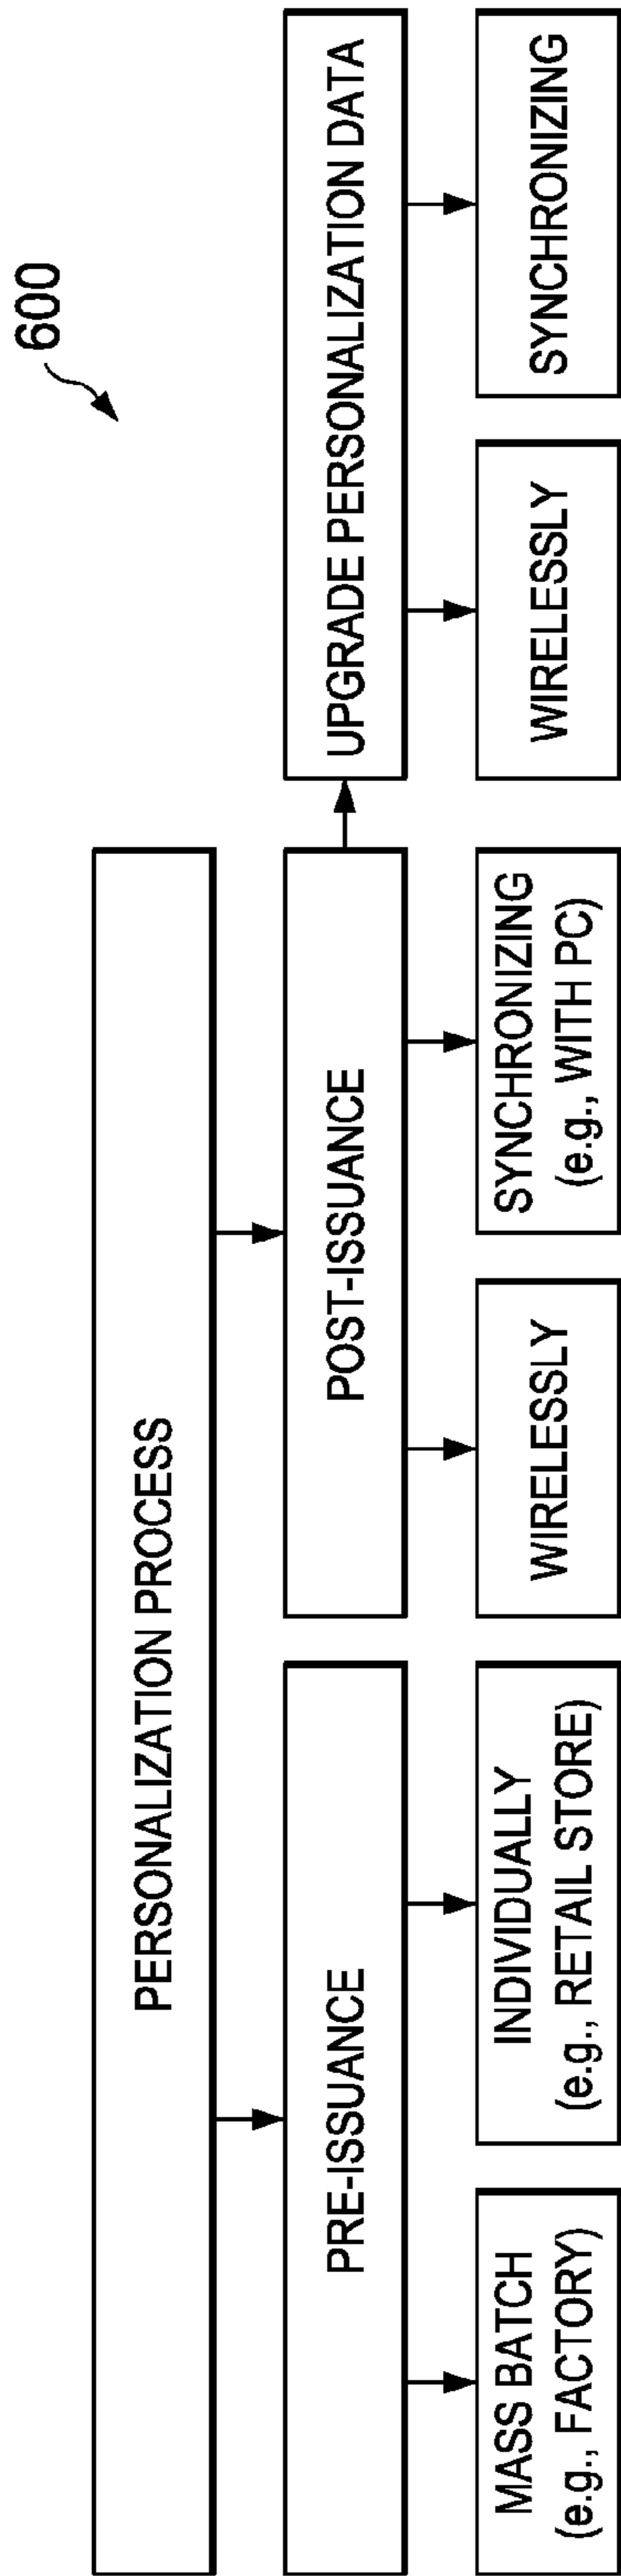 600
PERSONALIZATION PROCESS
PRE-ISSUANCE
POST-ISSUANCE
UPGRADE PERSONALIZATION DATA
MASS BATCH
(e.g., FACTORY)
INDIVIDUALLY
(e.g., RETAIL STORE)
WIRELESSLY
SYNCHRONIZING
(e.g., WITH PC)
WIRELESSLY
SYNCHRONIZING